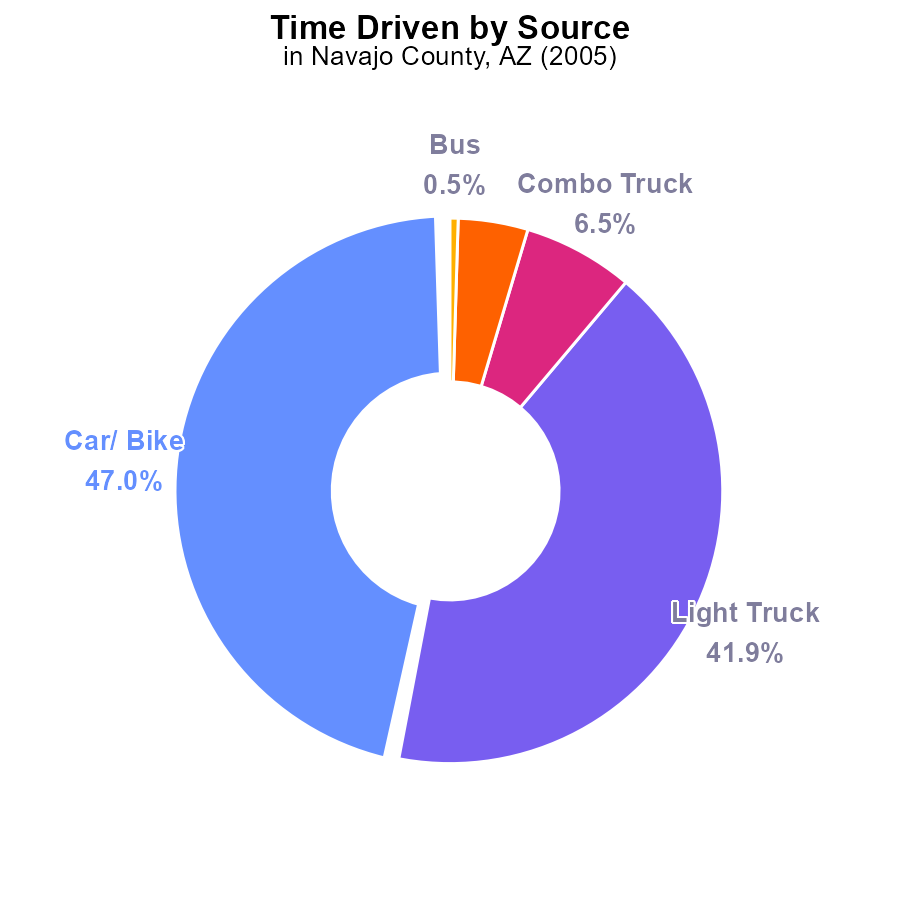 Time Driven by Source
in Navajo County, AZ (2005)
Bus
0.5%
Combo Truck
6.5%
Car/ Bike
47.0%
Light Truck
41.9%